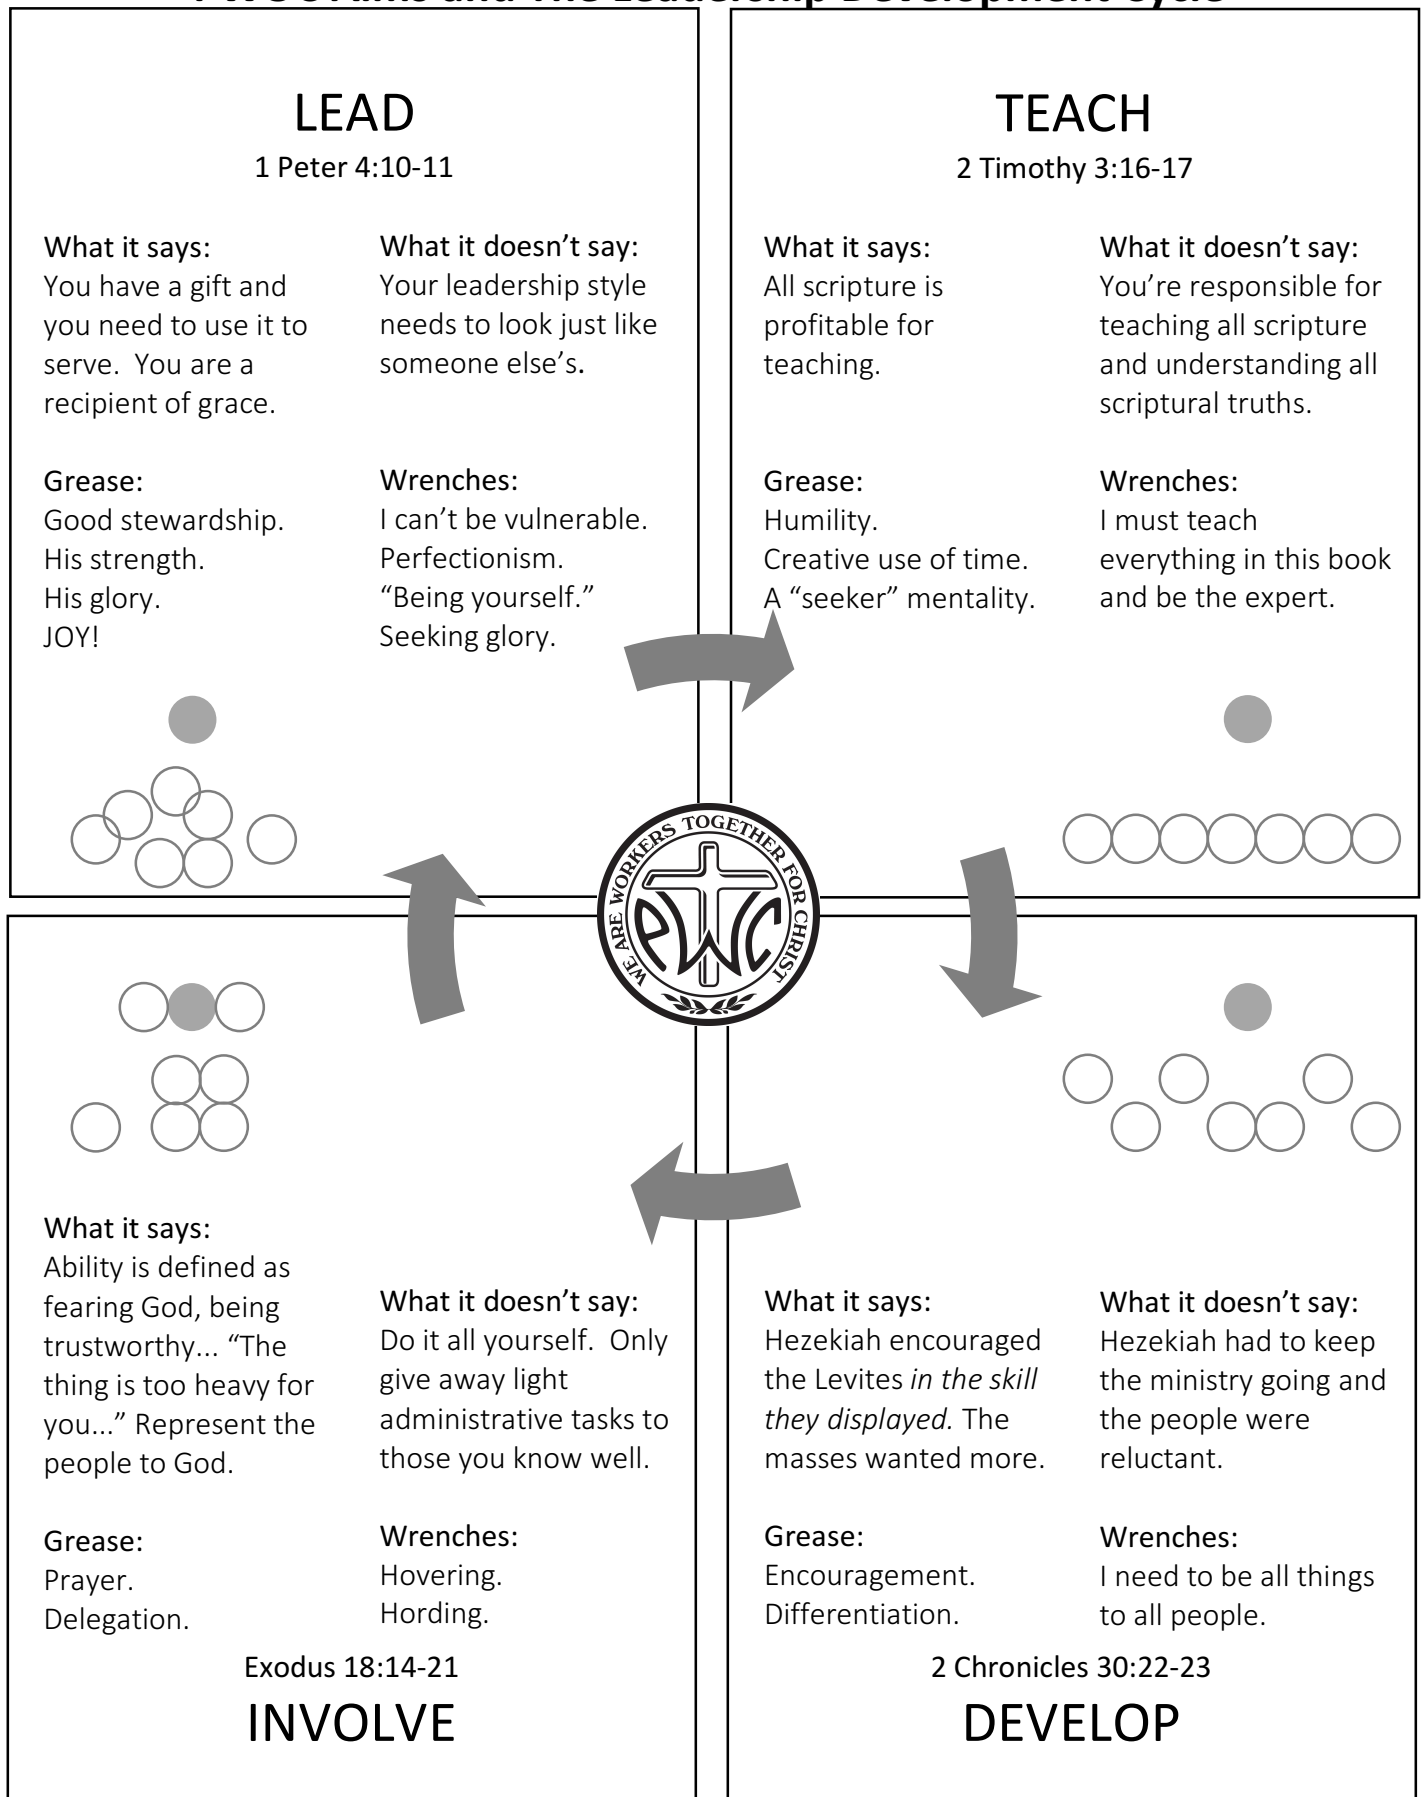 and The Leadership Development Cycle
LEAD
1 Peter 4:10-11
What it says:
You have a gift and
you need to use it to
serve.  You are a
recipient of grace.
What it doesn’t say:
Your leadership style
needs to look just like
someone else’s.
Grease:
Good stewardship.
His strength.
His glory.
JOY!
Wrenches:
I can’t be vulnerable.
Perfectionism.
“Being yourself.”
Seeking glory.
TEACH
2 Timothy 3:16-17
What it says:
All scripture is
profitable for
teaching.
What it doesn’t say:
You’re responsible for
teaching all scripture
and understanding all
scriptural truths.
Grease:
Humility.
Creative use of time.
A “seeker” mentality.
Wrenches:
I must teach
everything in this book
and be the expert.
WE ARE WORKERS TOGETHER FOR CHRIST
PWC
What it says:
Ability is defined as
fearing God, being
trustworthy... “The
thing is too heavy for
you...” Represent the
people to God.
What it doesn’t say:
Do it all yourself.  Only
give away light
administrative tasks to
those you know well.
Grease:
Prayer.
Delegation.
Wrenches:
Hovering.
Hording.
Exodus 18:14-21
INVOLVE
What it says:
Hezekiah encouraged
the Levites in the skill
they displayed. The
masses wanted more.
What it doesn’t say:
Hezekiah had to keep
the ministry going and
the people were
reluctant.
Grease:
Encouragement.
Differentiation.
Wrenches:
I need to be all things
to all people.
2 Chronicles 30:22-23
DEVELOP